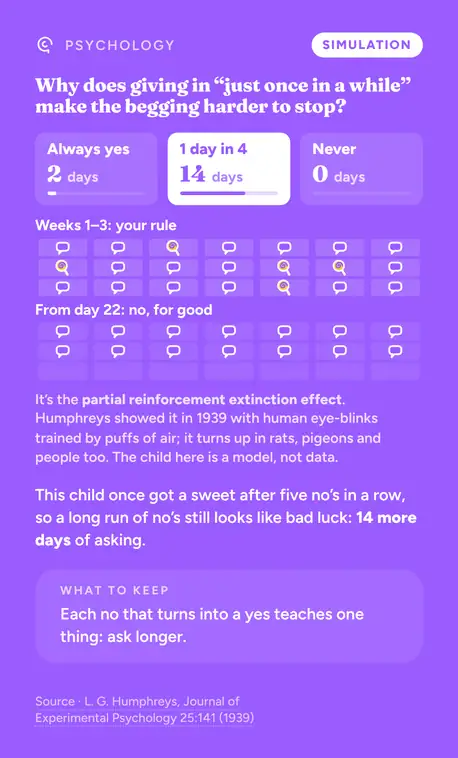 PSYCHOLOGY
SIMULATION
Why does giving in “just once in a while”
make the begging harder to stop?
Always yes
2 days
1 day in 4
14 days
Never
0 days
Weeks 1–3: your rule
From day 22: no, for good
It’s the partial reinforcement extinction effect.
Humphreys showed it in 1939 with human eye-blinks
trained by puffs of air; it turns up in rats, pigeons and
people too. The child here is a model, not data.
This child once got a sweet after five no’s in a row,
so a long run of no’s still looks like bad luck: 14 more
days of asking.
WHAT TO KEEP
Each no that turns into a yes teaches one
thing: ask longer.
Source · L. G. Humphreys, Journal of
Experimental Psychology 25:141 (1939)